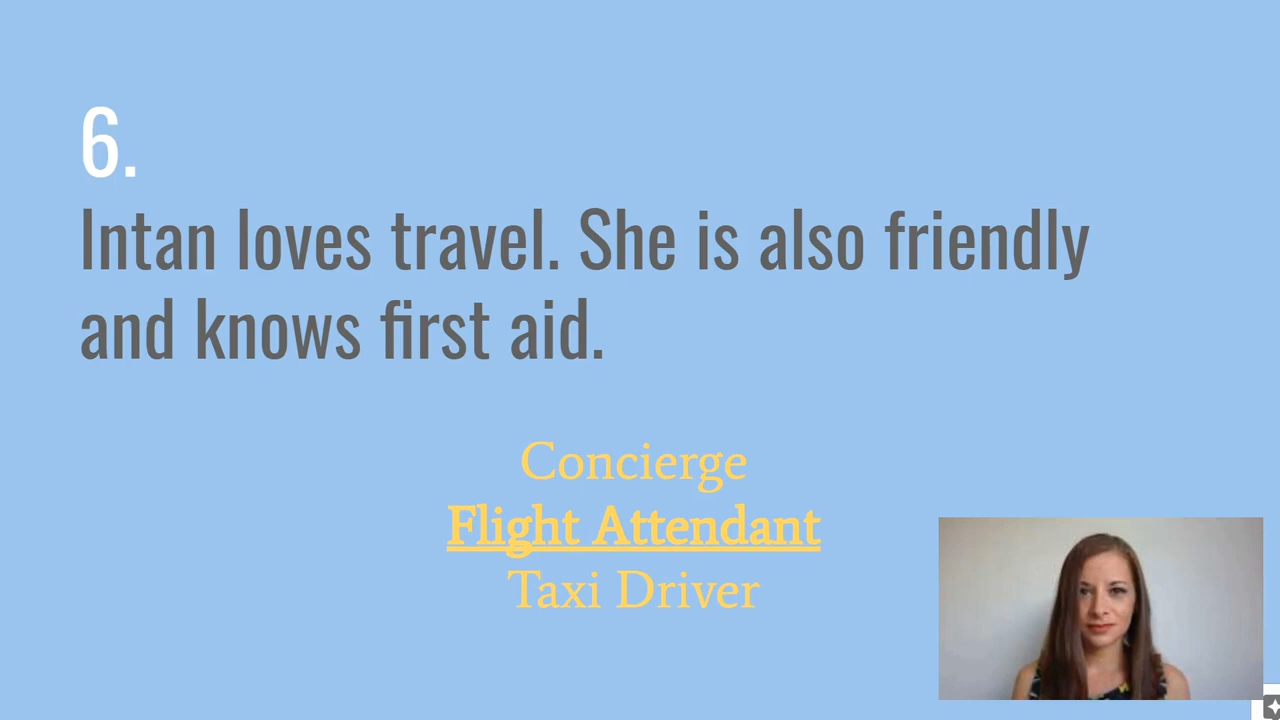 6.
Intan loves travel. She is also friendly
and knows first aid.
Concierge
Flight Attendant
Taxi Driver